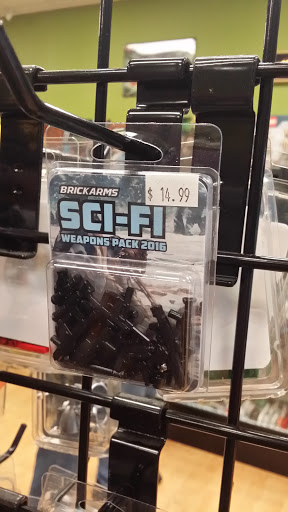 BRICKARMS
$ 14.99
SCI-FI
WEAPONS PACK 2016